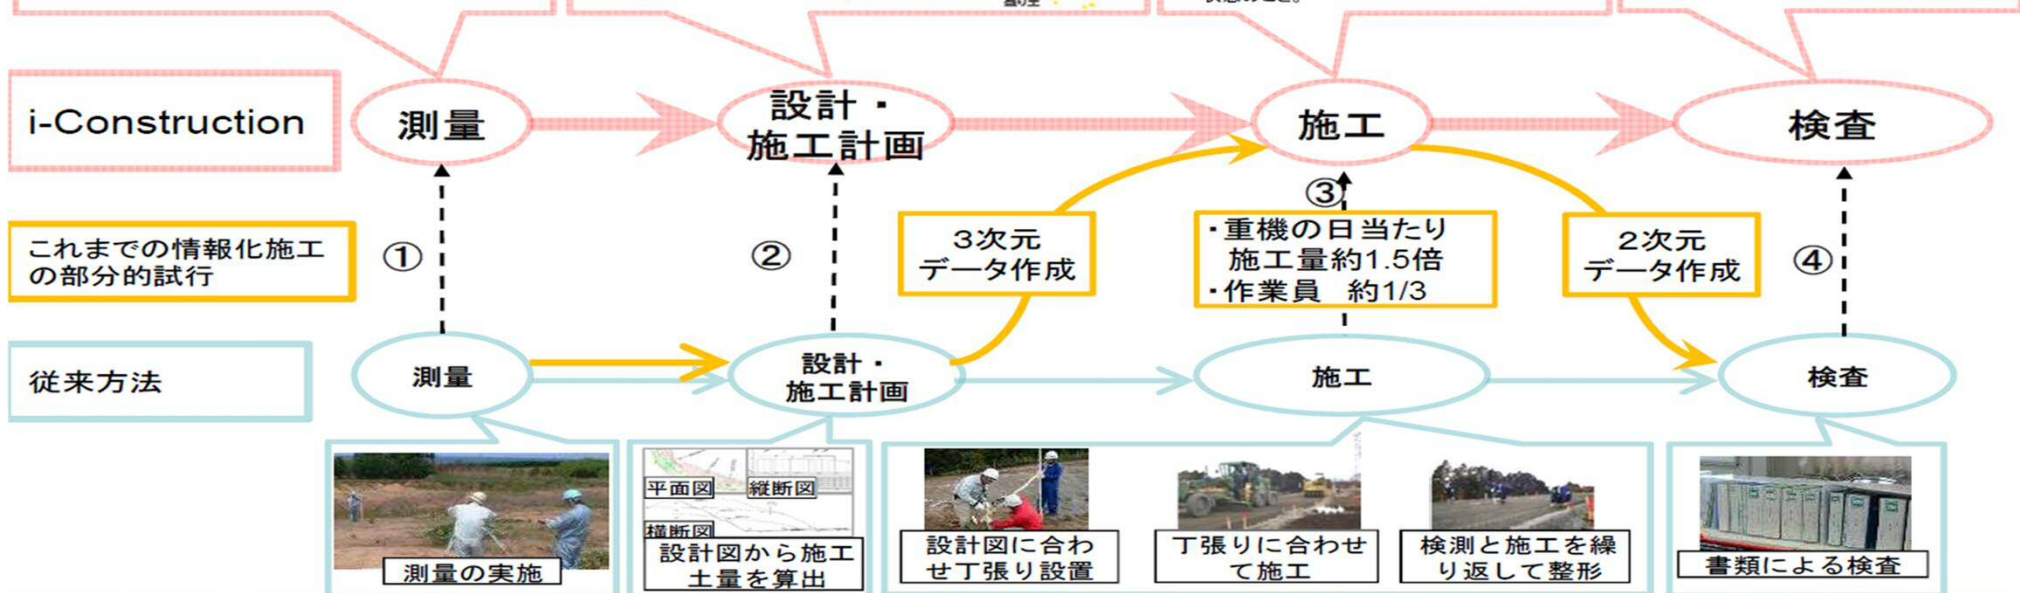 i-Construction
測量
設計・
施工計画
施工
検査
これまでの情報化施工
の部分的試行
①
②
3次元
データ作成
③
・重機の日当たり
施工量約1.5倍
・作業員 約1/3
2次元
データ作成
④
従来方法
測量
設計・
施工計画
施工
検査
測量の実施
平面図
縦断図
横断図
設計図から施工
土量を算出
設計図に合わ
せ丁張り設置
丁張りに合わせ
て施工
検測と施工を繰
り返して整形
書類による検査